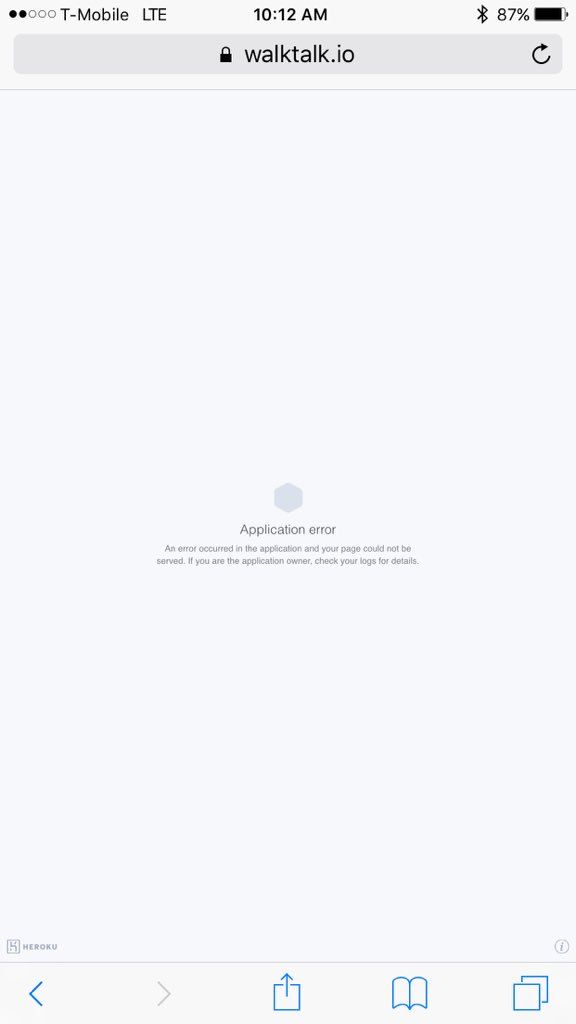 T-Mobile LTE 10:12 AM 87%
walktalk.io
Application error
An error occurred in the application and your page could not be
served. If you are the application owner, check your logs for details.
HEROKU
i